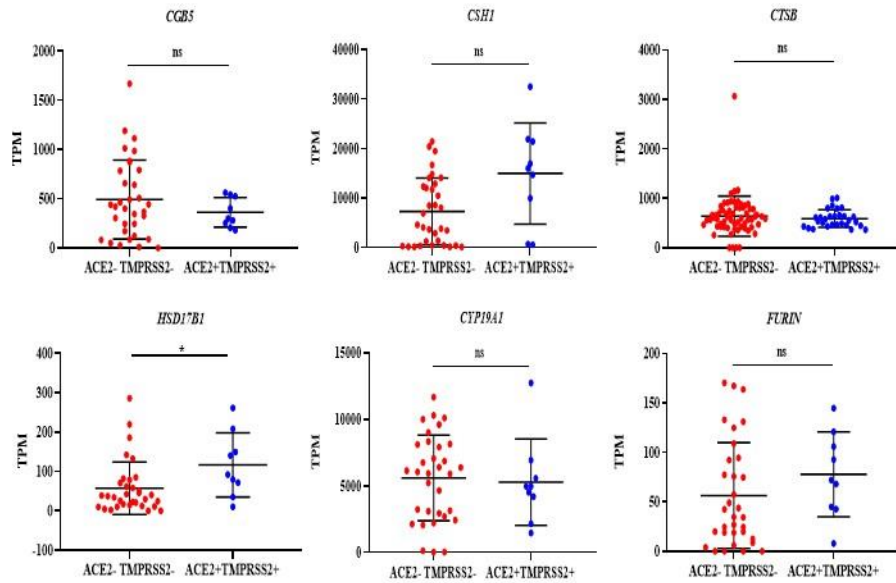 CGB5
CSH1
CTSB
2000
1500
1000
500
0
TPM
ns
ACE2- TMPRSS2-
ACE2+TMPRSS2+
40000
30000
20000
10000
0
TPM
ns
ACE2- TMPRSS2-
ACE2+TMPRSS2+
4000
3000
2000
1000
0
TPM
ns
ACE2- TMPRSS2-
ACE2+TMPRSS2+
HSD17B1
CYP19A1
FURIN
400
300
200
100
0
-100
TPM
*
ACE2- TMPRSS2-
ACE2+TMPRSS2+
15000
10000
5000
0
TPM
ns
ACE2- TMPRSS2-
ACE2+TMPRSS2+
200
150
100
50
0
TPM
ns
ACE2- TMPRSS2-
ACE2+TMPRSS2+